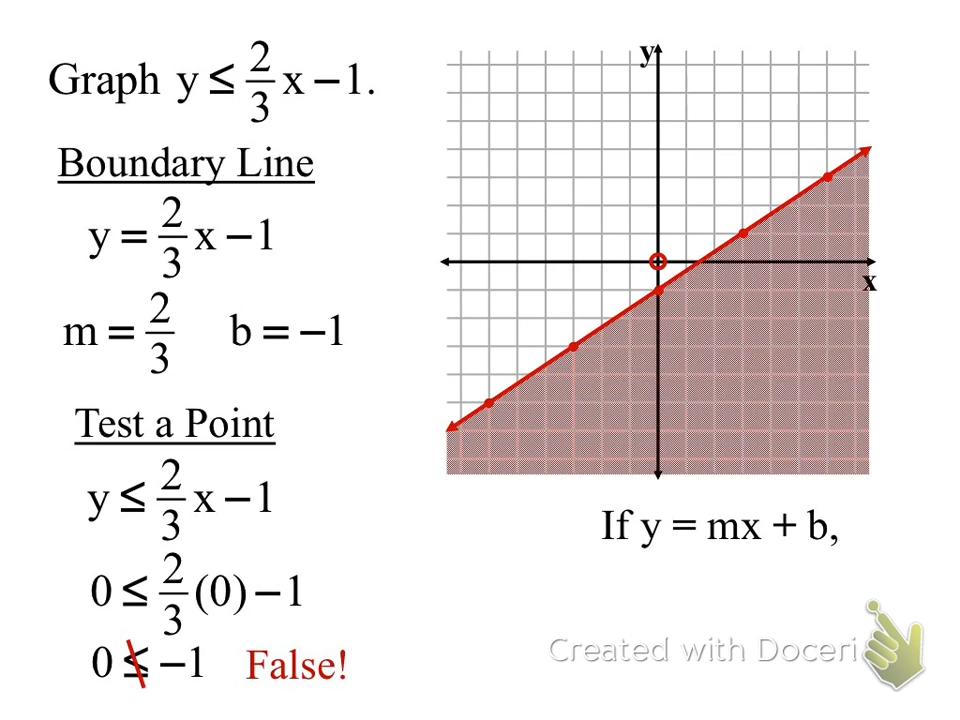 Graph y ≤ 2/3 x − 1.
Boundary Line
y = 2/3 x − 1
m = 2/3 b = −1
Test a Point
y ≤ 2/3 x − 1
0 ≤ 2/3 (0) − 1
0 ≤ −1 False!
y
x
If y = mx + b,
Created with Doceri